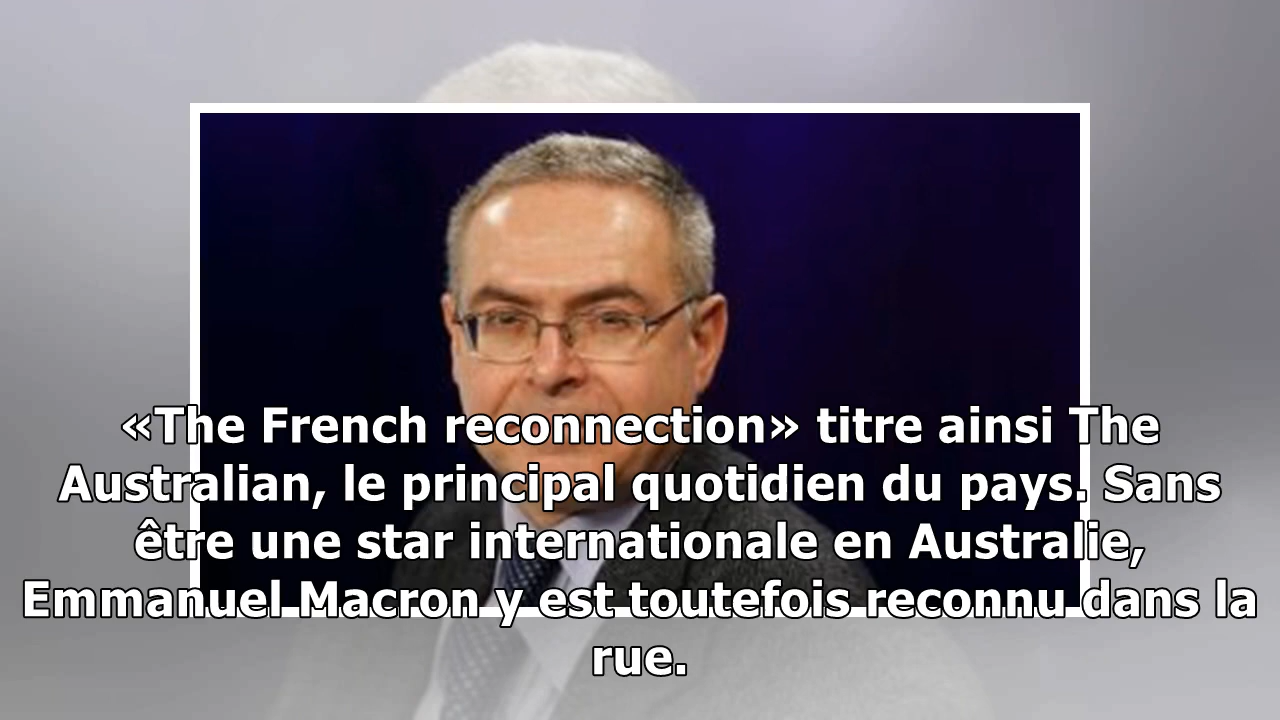 «The French reconnection» titre ainsi The
Australian, le principal quotidien du pays. Sans
être une star internationale en Australie,
Emmanuel Macron y est toutefois reconnu dans la
rue.